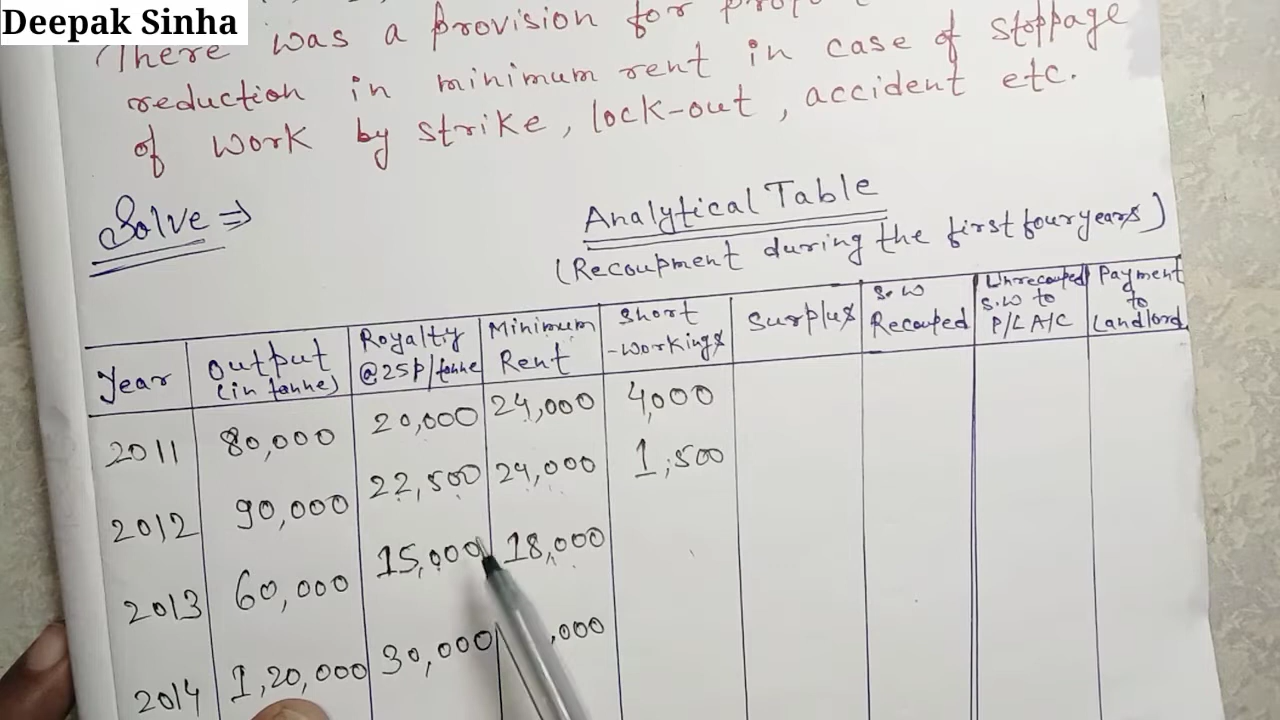 Deepak Sinha
There was a provision for
reduction in minimum rent in case of stoppage
of work by strike, lock-out, accident etc.
Solve ⇒
Analytical Table
(Recoupment during the first four years)
Year
Output
(in tonne)
Royalty
@25P/tonne
Minimum
Rent
Short
-workings
Surplus
S.W
Recouped
Unrecouped
S.W to
P/L A/C
Payment
to
Landlord
2011 80,000 20,000 24,000 4,000
2012 90,000 22,500 24,000 1,500
2013 60,000 15,000 18,000
2014 1,20,000 30,000 ,000